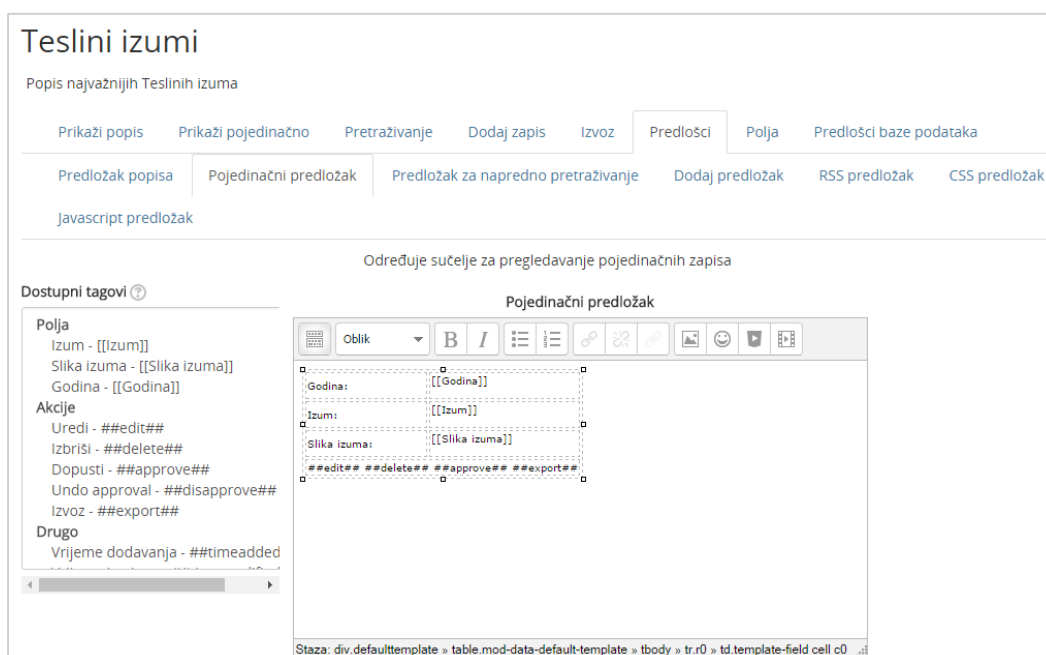 Teslini izumi
Popis najvažnijih Teslinih izuma
Prikaži popis Prikaži pojedinačno Pretraživanje Dodaj zapis Izvoz Predlošci Polja Predlošci baze podataka
Predložak popisa Pojedinačni predložak Predložak za napredno pretraživanje Dodaj predložak RSS predložak CSS predložak
Javascript predložak
Određuje sučelje za pregledavanje pojedinačnih zapisa
Dostupni tagovi ?
Polja
Izum - [[Izum]]
Slika izuma - [[Slika izuma]]
Godina - [[Godina]]
Akcije
Uredi - ##edit##
Izbriši - ##delete##
Dopusti - ##approve##
Undo approval - ##disapprove##
Izvoz - ##export##
Drugo
Vrijeme dodavanja - ##timeadded
Pojedinačni predložak
Oblik B I
Godina: [[Godina]]
Izum: [[Izum]]
Slika izuma: [[Slika izuma]]
##edit## ##delete## ##approve## ##export##
Staza: div.defaulttemplate » table.mod-data-default-template » tbody » tr.r0 » td.template-field cell c0